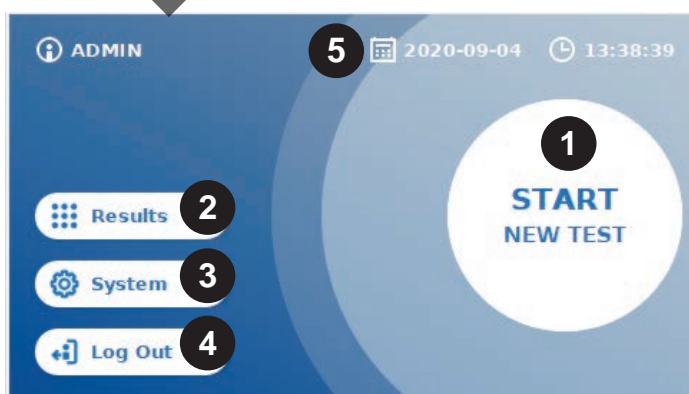 ADMIN
5 2020-09-04 13:38:39
1
START
NEW TEST
Results 2
System 3
Log Out 4